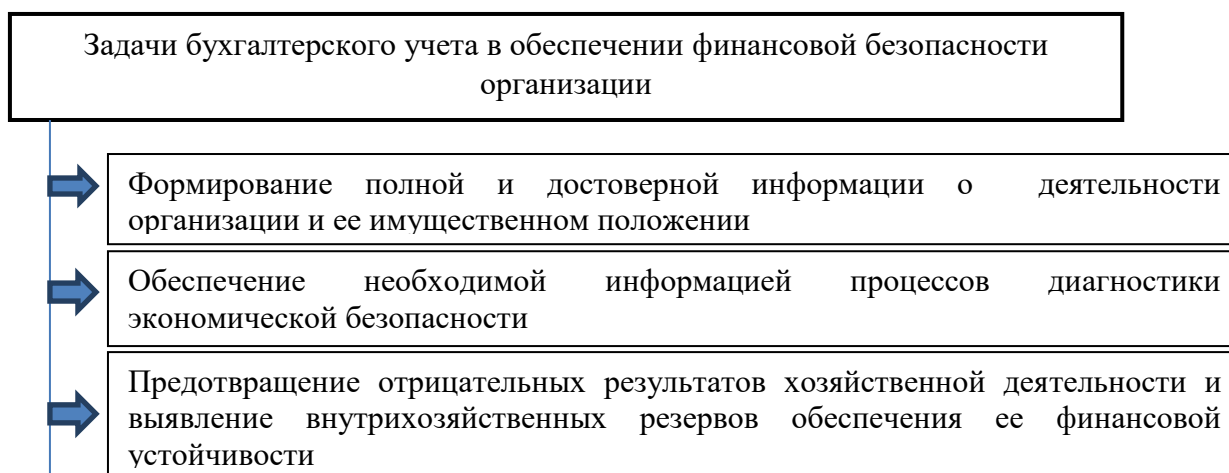 Задачи бухгалтерского учета в обеспечении финансовой безопасности
организации
Формирование полной и достоверной информации о деятельности
организации и ее имущественном положении
Обеспечение необходимой информацией процессов диагностики
экономической безопасности
Предотвращение отрицательных результатов хозяйственной деятельности и
выявление внутрихозяйственных резервов обеспечения ее финансовой
устойчивости